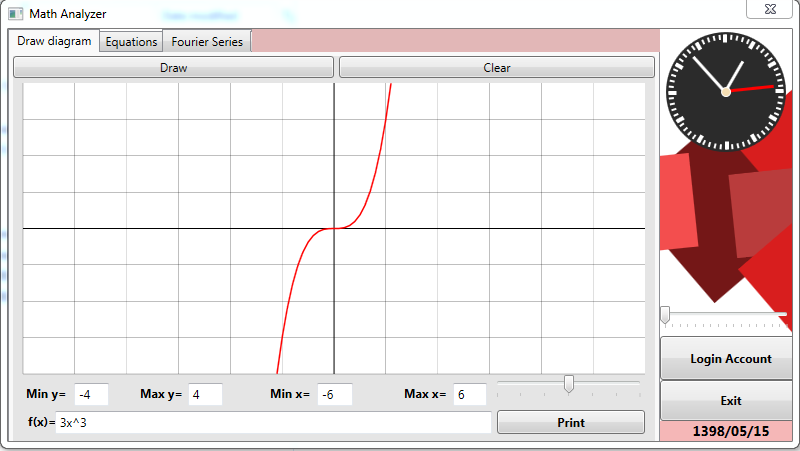 Math Analyzer
Draw diagram Equations Fourier Series
Draw Clear
Min y= -4 Max y= 4 Min x= -6 Max x= 6
f(x)= 3x^3 Print
Login Account
Exit
1398/05/15